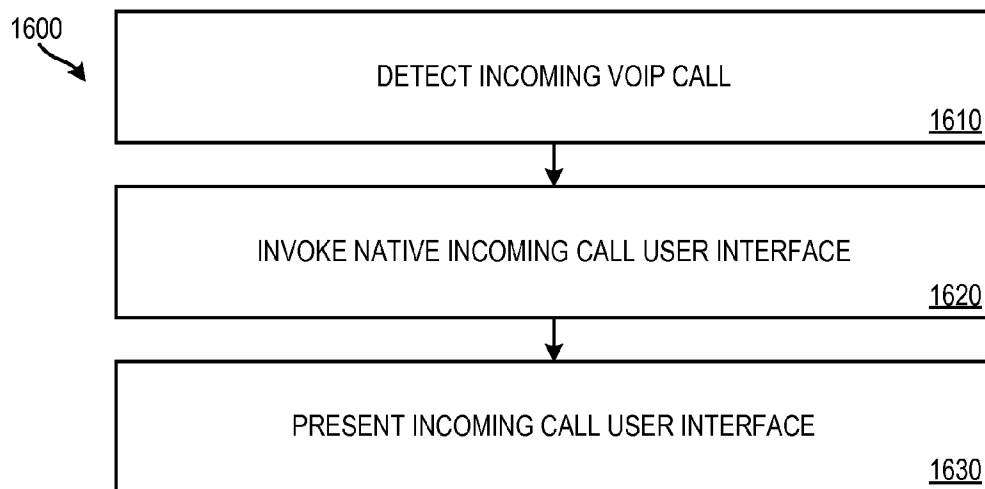 1600
DETECT INCOMING VOIP CALL
1610
INVOKE NATIVE INCOMING CALL USER INTERFACE
1620
PRESENT INCOMING CALL USER INTERFACE
1630